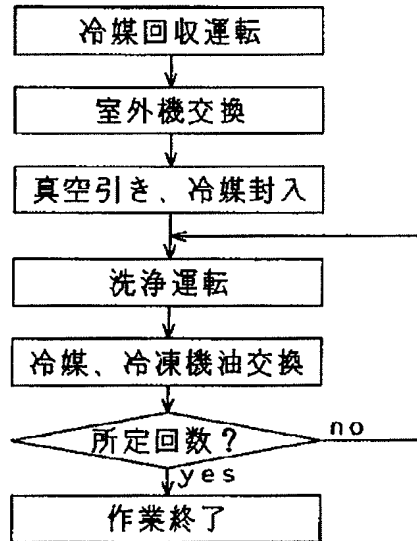 冷媒回収運転
室外機交換
真空引き、冷媒封入
洗浄運転
冷媒、冷凍機油交換
所定回数？
no
yes
作業終了